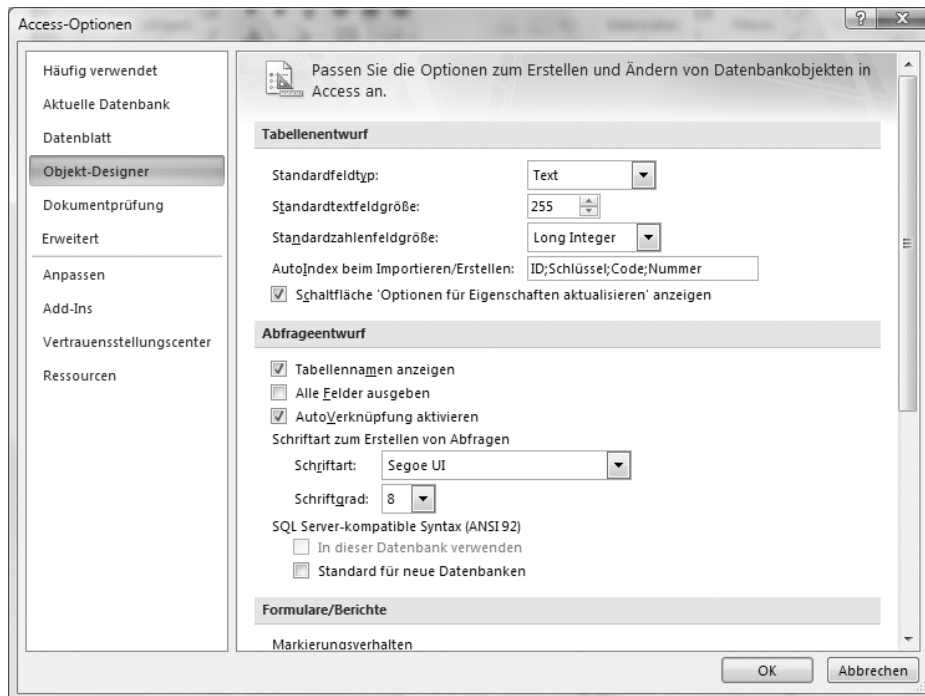 Access-Optionen
Häufig verwendet
Aktuelle Datenbank
Datenblatt
Objekt-Designer
Dokumentprüfung
Erweitert
Anpassen
Add-Ins
Vertrauensstellungscenter
Ressourcen
Passen Sie die Optionen zum Erstellen und Ändern von Datenbankobjekten in
Access an.
Tabellenentwurf
Standardfeldtyp: Text
Standardtextfeldgröße: 255
Standardzahlenfeldgröße: Long Integer
AutoIndex beim Importieren/Erstellen: ID;Schlüssel;Code;Nummer
Schaltfläche 'Optionen für Eigenschaften aktualisieren' anzeigen
Abfrageentwurf
Tabellennamen anzeigen
Alle Felder ausgeben
AutoVerknüpfung aktivieren
Schriftart zum Erstellen von Abfragen
Schriftart: Segoe UI
Schriftgrad: 8
SQL Server-kompatible Syntax (ANSI 92)
In dieser Datenbank verwenden
Standard für neue Datenbanken
Formulare/Berichte
Markierungsverhalten
OK Abbrechen